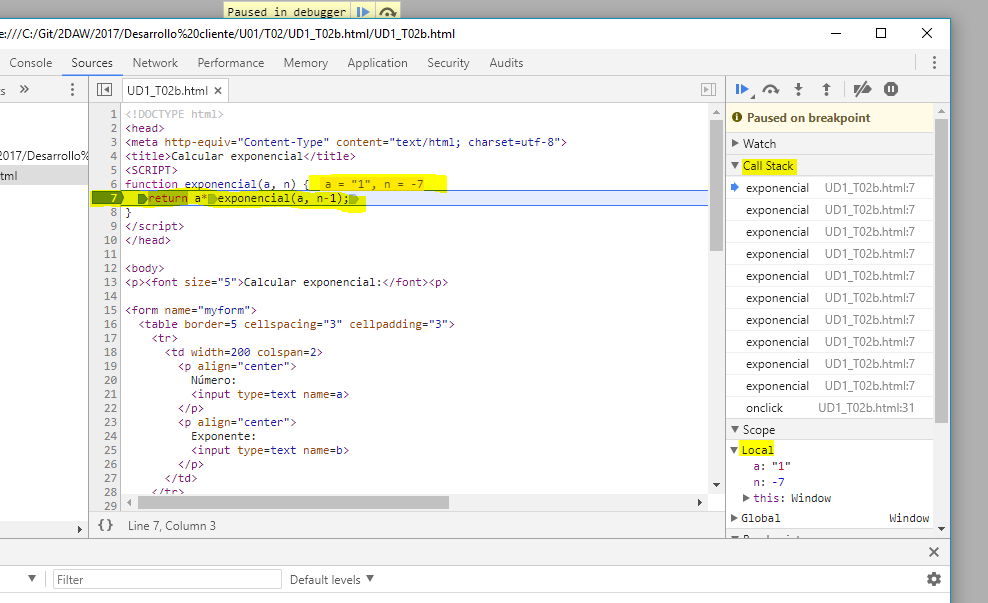 Paused in debugger
e:///C:/Git/2DAW/2017/Desarrollo%20cliente/U01/T02/UD1_T02b.html/UD1_T02b.html
Console Sources Network Performance Memory Application Security Audits
s » UD1_T02b.html ×
2017/Desarrollo%
tml
1 <!DOCTYPE html>
2 <head>
3 <meta http-equiv="Content-Type" content="text/html; charset=utf-8">
4 <title>Calcular exponencial</title>
5 <SCRIPT>
6 function exponencial(a, n) { a = "1", n = -7
7 return a* exponencial(a, n-1);
8 }
9 </script>
10 </head>
11
12 <body>
13 <p><font size="5">Calcular exponencial:</font><p>
14
15 <form name="myform">
16 <table border=5 cellspacing="3" cellpadding="3">
17 <tr>
18 <td width=200 colspan=2>
19 <p align="center">
20 Número:
21 <input type=text name=a>
22 </p>
23 <p align="center">
24 Exponente:
25 <input type=text name=b>
26 </p>
27 </td>
28 </tr>
29
{} Line 7, Column 3
Paused on breakpoint
Watch
Call Stack
exponencial UD1_T02b.html:7
exponencial UD1_T02b.html:7
exponencial UD1_T02b.html:7
exponencial UD1_T02b.html:7
exponencial UD1_T02b.html:7
exponencial UD1_T02b.html:7
exponencial UD1_T02b.html:7
exponencial UD1_T02b.html:7
exponencial UD1_T02b.html:7
exponencial UD1_T02b.html:7
onclick UD1_T02b.html:31
Scope
Local
a: "1"
n: -7
this: Window
Global Window
Filter Default levels